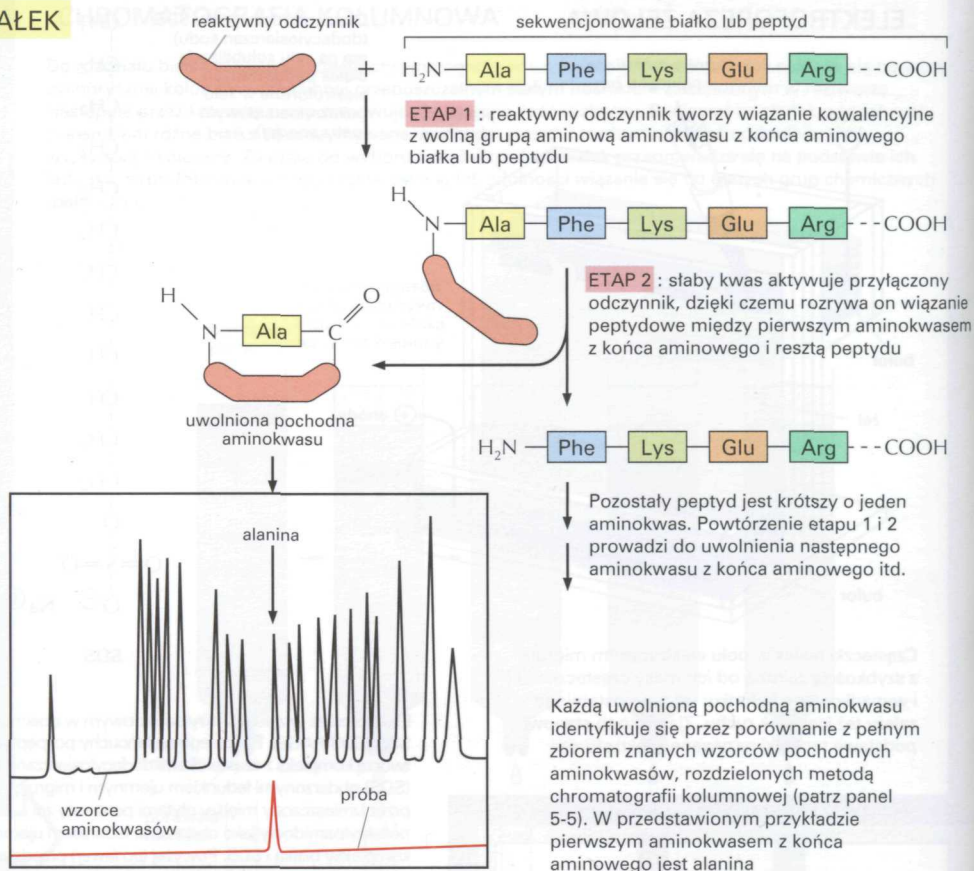 AŁEK
reaktywny odczynnik
sekwencjonowane białko lub peptyd
+ H₂N Ala Phe Lys Glu Arg COOH
ETAP 1 : reaktywny odczynnik tworzy wiązanie kowalencyjne
z wolną grupą aminową aminokwasu z końca aminowego
białka lub peptydu
H
N Ala Phe Lys Glu Arg COOH
ETAP 2 : słaby kwas aktywuje przyłączony
odczynnik, dzięki czemu rozrywa on wiązanie
peptydowe między pierwszym aminokwasem
z końca aminowego i resztą peptydu
H O
N Ala C
uwolniona pochodna
aminokwasu
H₂N Phe Lys Glu Arg COOH
Pozostały peptyd jest krótszy o jeden
aminokwas. Powtórzenie etapu 1 i 2
prowadzi do uwolnienia następnego
aminokwasu z końca aminowego itd.
alanina
wzorce
aminokwasów
próba
Każdą uwolnioną pochodną aminokwasu
identyfikuje się przez porównanie z pełnym
zbiorem znanych wzorców pochodnych
aminokwasów, rozdzielonych metodą
chromatografii kolumnowej (patrz panel
5-5). W przedstawionym przykładzie
pierwszym aminokwasem z końca
aminowego jest alanina